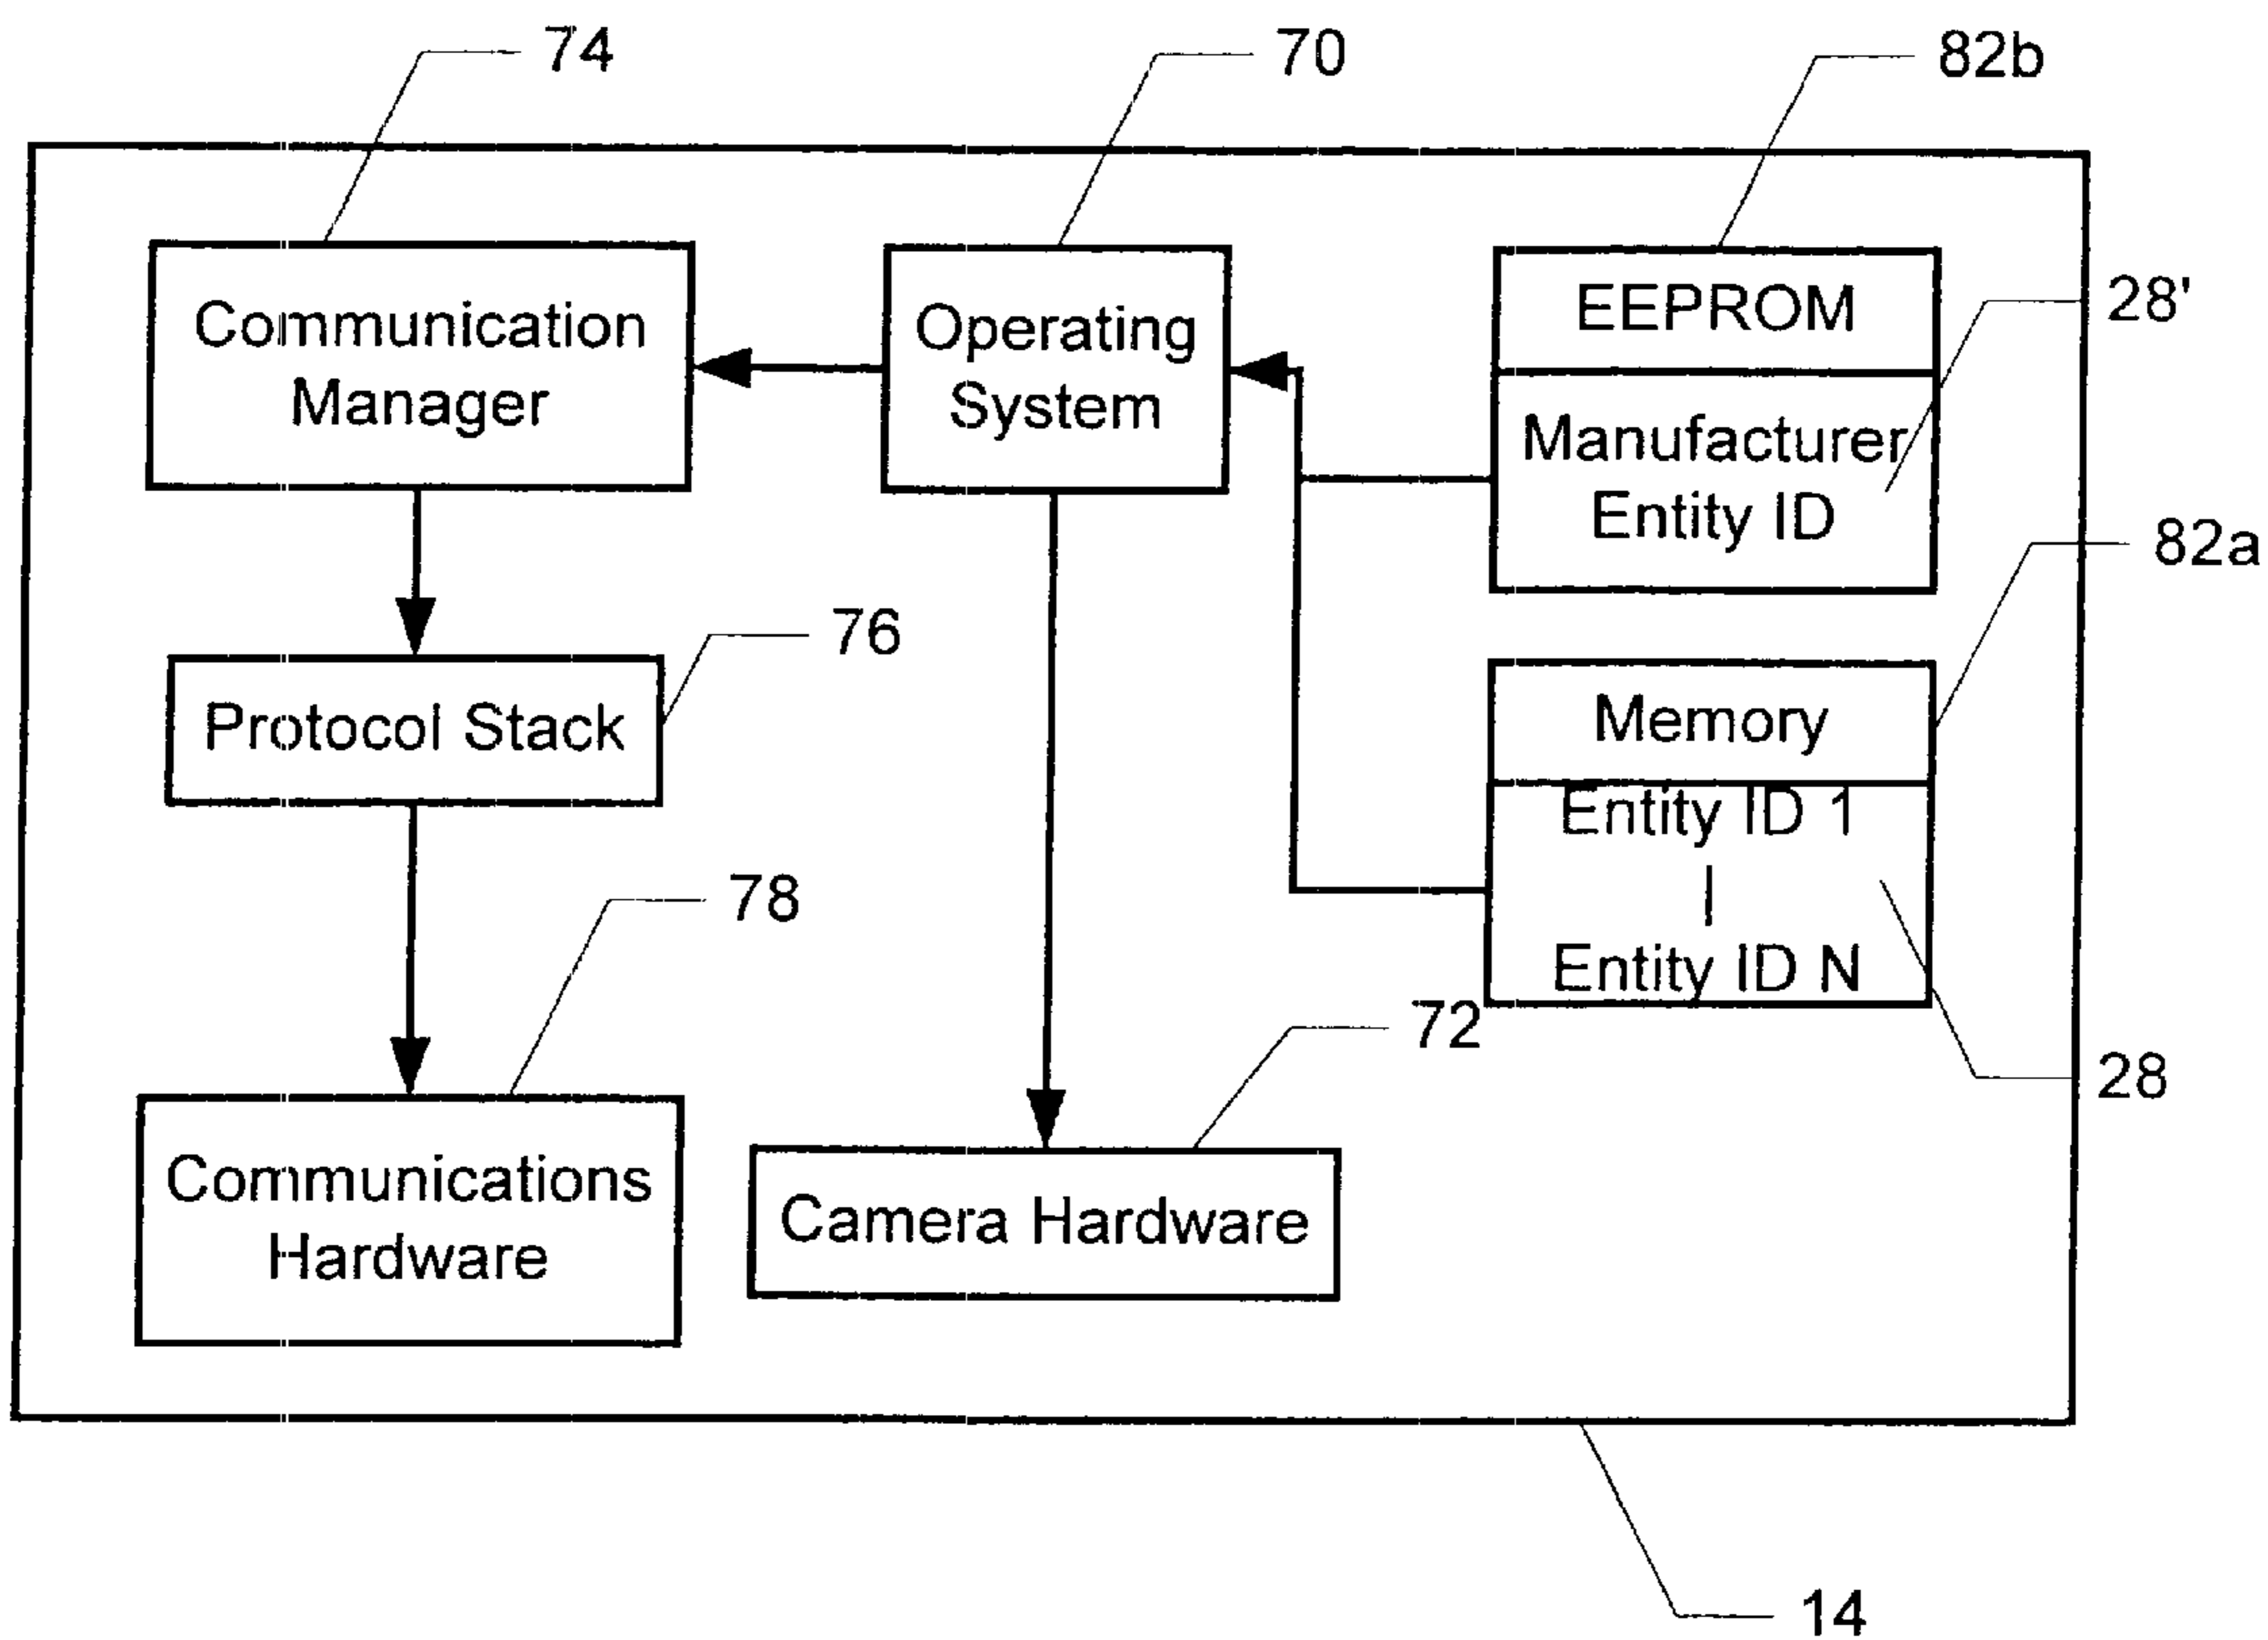 74
70
82b
Communication
Manager
Operating
System
EEPROM
Manufacturer
Entity ID
28'
82a
76
Protocol Stack
Memory
Entity ID 1
|
Entity ID N
78
72
28
Communications
Hardware
Camera Hardware
14